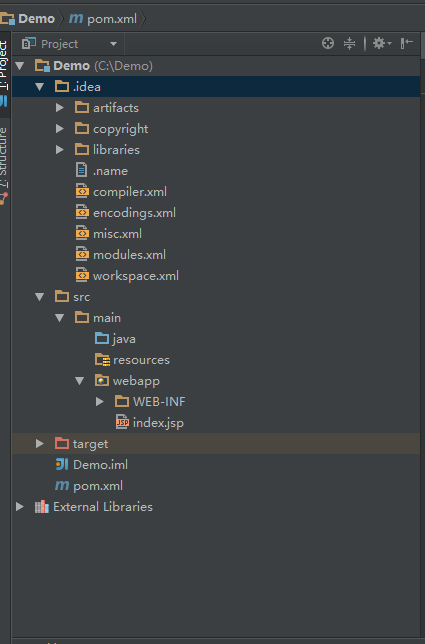 Demo pom.xml
Project
1: Project
7: Structure
Demo (C:\Demo)
.idea
artifacts
copyright
libraries
.name
compiler.xml
encodings.xml
misc.xml
modules.xml
workspace.xml
src
main
java
resources
webapp
WEB-INF
index.jsp
target
Demo.iml
pom.xml
External Libraries